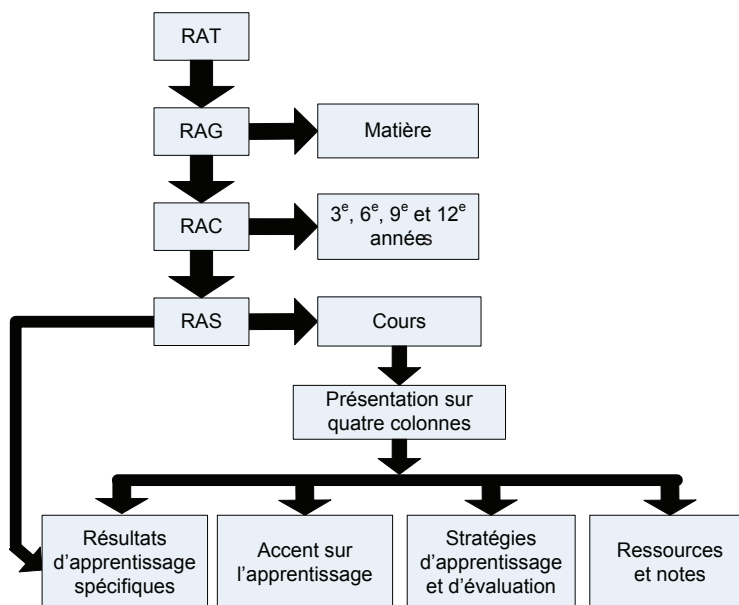 RAT
RAG
Matière
RAC
3e, 6e, 9e et 12e
années
RAS
Cours
Présentation sur
quatre colonnes
Résultats
d'apprentissage
spécifiques
Accent sur
l'apprentissage
Stratégies
d'apprentissage
et d'évaluation
Ressources
et notes